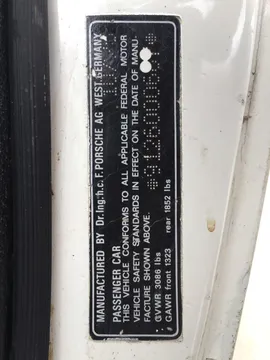 MANUFACTURED BY Dr.Ing.h.c.F.PORSCHE AG WEST GERMANY
PASSENGER CAR
THIS VEHICLE CONFORMS TO ALL APPLICABLE FEDERAL MOTOR
VEHICLE SAFETY STANDARDS IN EFFECT ON THE DATE OF MANU-
FACTURE SHOWN ABOVE.
GVWR 3086 lbs
GAWR front 1323 rear 1852 lbs